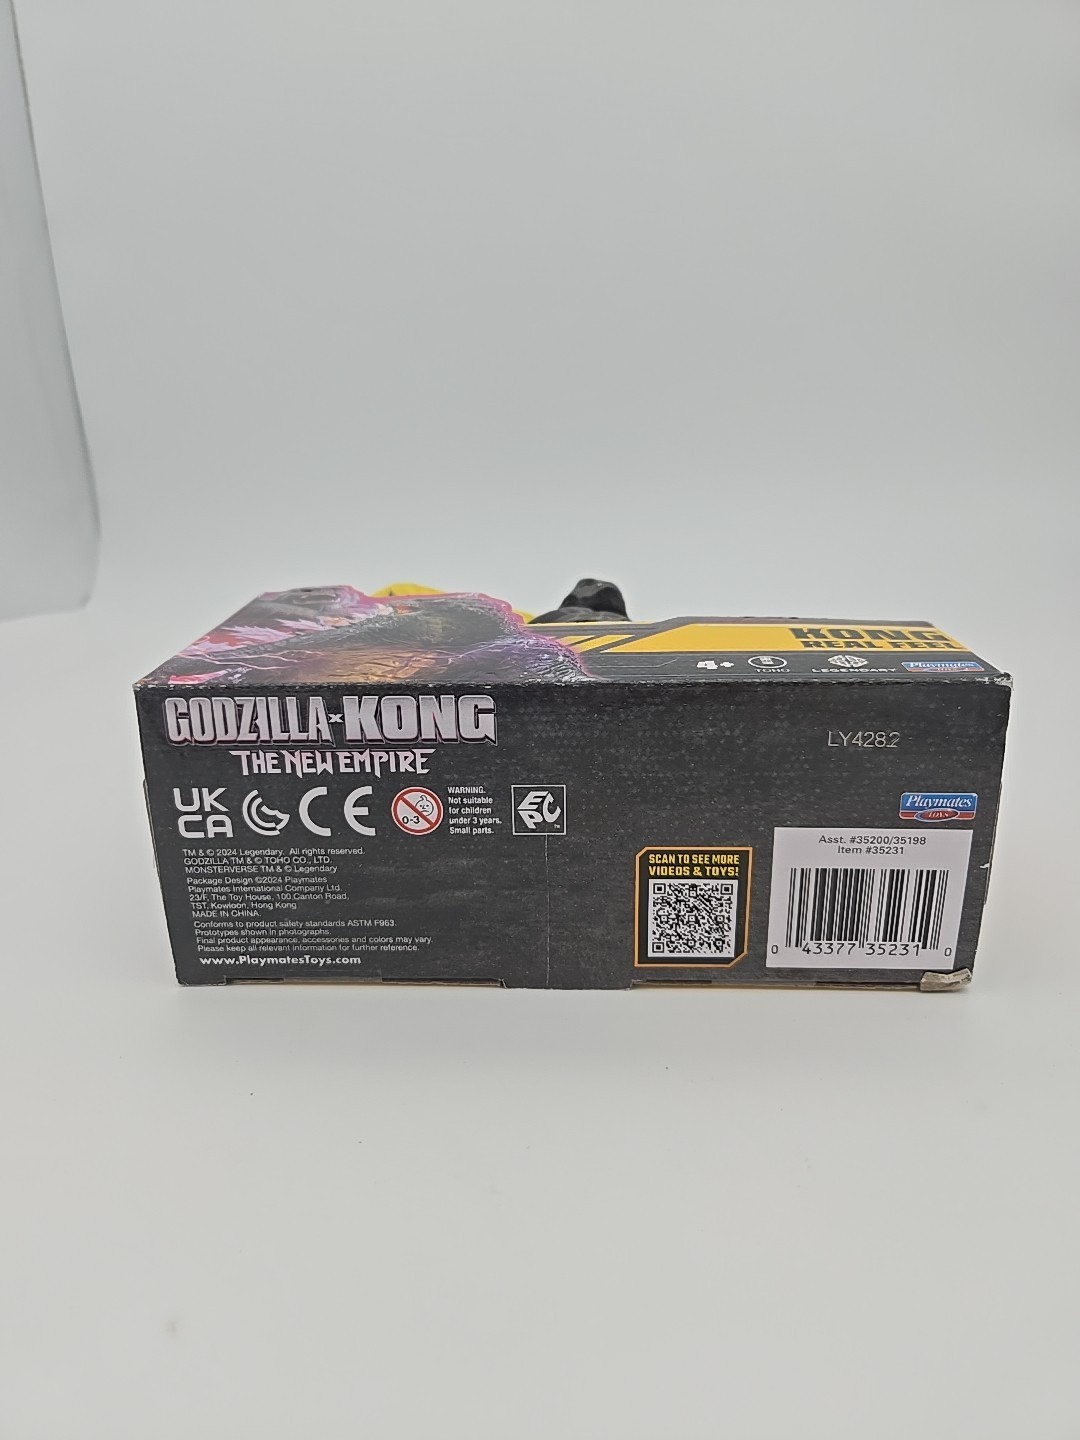 KONG
REAL FEEL
4+
TOHO
LEGENDARY
Playmates
TOYS
GODZILLA x KONG
THE NEW EMPIRE
LY4282
UK
CA
CE
0-3
WARNING.
Not suitable
for children
under 3 years.
Small parts.
EC
PC
TM
Playmates
TOYS
TM & © 2024 Legendary. All rights reserved.
GODZILLA TM & © TOHO CO., LTD.
MONSTERVERSE TM & © Legendary
Package Design ©2024 Playmates
Playmates International Company Ltd.
23/F, The Toy House, 100 Canton Road,
TST, Kowloon, Hong Kong
MADE IN CHINA.
Conforms to product safety standards ASTM F963.
Prototypes shown in photographs.
Final product appearance, accessories and colors may vary.
Please keep all relevant information for further reference.
www.PlaymatesToys.com
SCAN TO SEE MORE
VIDEOS & TOYS!
Asst. #35200/35198
Item #35231
0 43377 35231 0